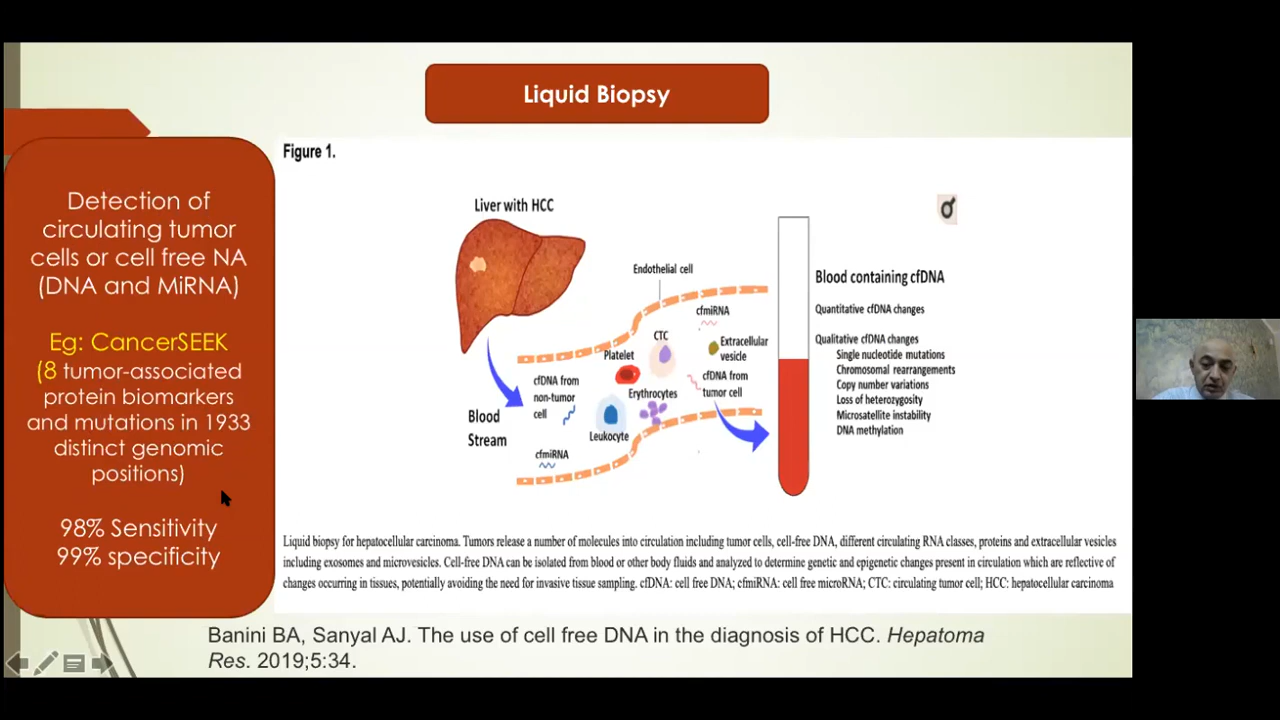 Liquid Biopsy
Detection of
circulating tumor
cells or cell free NA
(DNA and MiRNA)
Eg: CancerSEEK
(8 tumor-associated
protein biomarkers
and mutations in 1933
distinct genomic
positions)
98% Sensitivity
99% specificity
Figure 1.
Liver with HCC
Endothelial cell
cfmiRNA
CTC
Extracellular
vesicle
Platelet
cfDNA from
tumor cell
cfDNA from
non-tumor
cell
Erythrocytes
Blood
Stream
Leukocyte
cfmiRNA
Blood containing cfDNA
Quantitative cfDNA changes
Qualitative cfDNA changes
Single nucleotide mutations
Chromosomal rearrangements
Copy number variations
Loss of heterozygosity
Microsatellite instability
DNA methylation
Liquid biopsy for hepatocellular carcinoma. Tumors release a number of molecules into circulation including tumor cells, cell-free DNA, different circulating RNA classes, proteins and extracellular vesicles
including exosomes and microvesicles. Cell-free DNA can be isolated from blood or other body fluids and analyzed to determine genetic and epigenetic changes present in circulation which are reflective of
changes occurring in tissues, potentially avoiding the need for invasive tissue sampling. cfDNA: cell free DNA; cfmiRNA: cell free microRNA; CTC: circulating tumor cell; HCC: hepatocellular carcinoma
Banini BA, Sanyal AJ. The use of cell free DNA in the diagnosis of HCC. Hepatoma
Res. 2019;5:34.